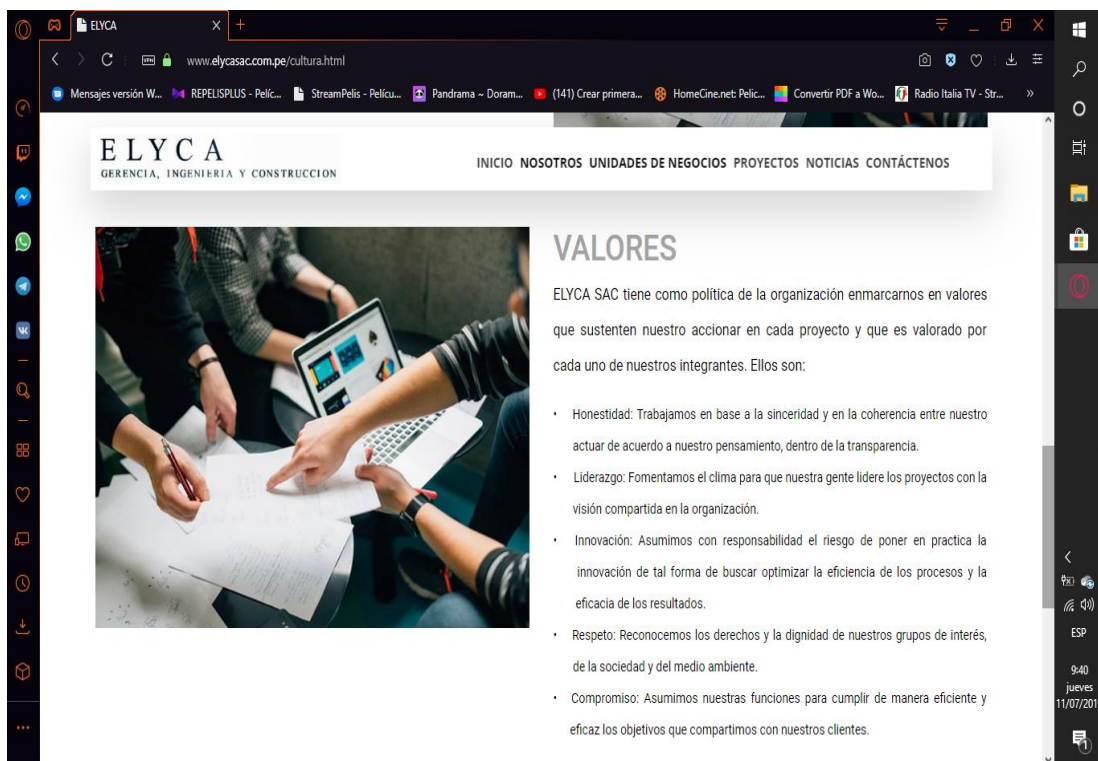 ELYCA
www.elycasac.com.pe/cultura.html
Mensajes versión W... REPELISPLUS - Pelíc... StreamPelis - Pelícu... Pandrama ~ Doram... (141) Crear primera... HomeCine.net: Pelic... Convertir PDF a Wo... Radio Italia TV - Str... »
ELYCA
GERENCIA, INGENIERIA Y CONSTRUCCION
INICIO NOSOTROS UNIDADES DE NEGOCIOS PROYECTOS NOTICIAS CONTÁCTENOS
VALORES
ELYCA SAC tiene como política de la organización enmarcarnos en valores
que sustenten nuestro accionar en cada proyecto y que es valorado por
cada uno de nuestros integrantes. Ellos son:
• Honestidad: Trabajamos en base a la sinceridad y en la coherencia entre nuestro
actuar de acuerdo a nuestro pensamiento, dentro de la transparencia.
• Liderazgo: Fomentamos el clima para que nuestra gente lidere los proyectos con la
visión compartida en la organización.
• Innovación: Asumimos con responsabilidad el riesgo de poner en practica la
innovación de tal forma de buscar optimizar la eficiencia de los procesos y la
eficacia de los resultados.
• Respeto: Reconocemos los derechos y la dignidad de nuestros grupos de interés,
de la sociedad y del medio ambiente.
• Compromiso: Asumimos nuestras funciones para cumplir de manera eficiente y
eficaz los objetivos que compartimos con nuestros clientes.
VPN
ESP
9:40
jueves
11/07/201
1